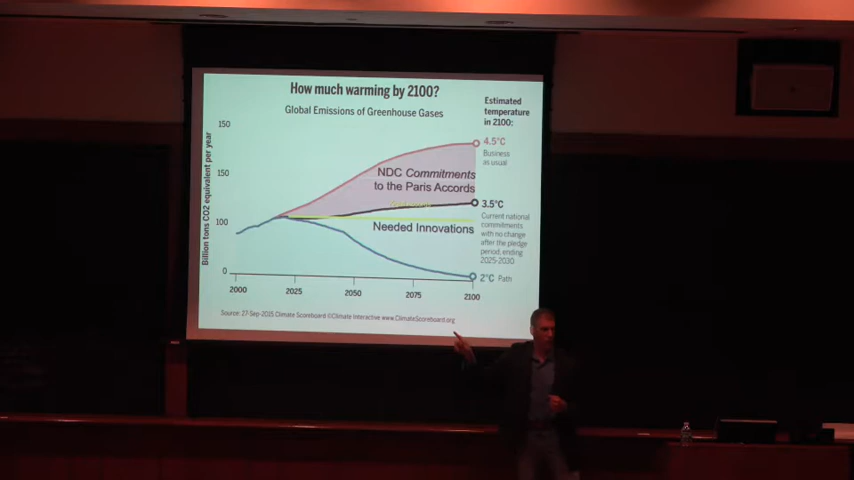 How much warming by 2100?
Global Emissions of Greenhouse Gases
Estimated
temperature
in 2100:
Billion tons CO2 equivalent per year
150
150
100
0
2000
2025
2050
2075
2100
4.5°C
Business
as usual
NDC Commitments
to the Paris Accords
3.5°C
Current national
commitments
with no change
after the pledge
period, ending
2025-2030
Needed Innovations
2°C Path
Source: 27-Sep-2015 Climate Scoreboard ©Climate Interactive www.ClimateScoreboard.org